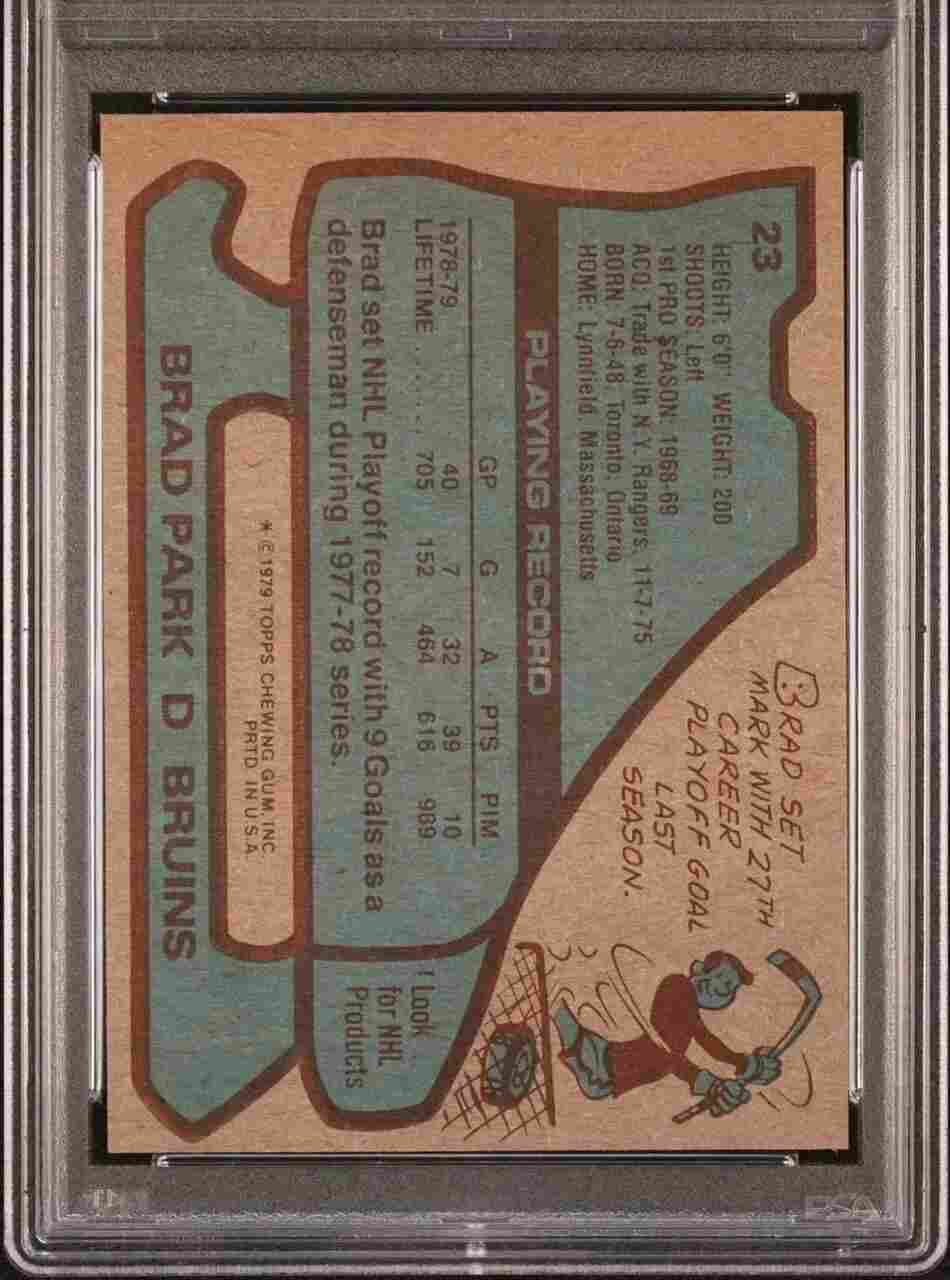 23
HEIGHT: 6'0" WEIGHT: 200
SHOOTS: Left
1st PRO SEASON: 1968-69
ACQ. Trade with N.Y. Rangers, 11-7-75
BORN: 7-6-48 Toronto, Ontario
HOME: Lynnfield, Massachusetts
BRAD SET
MARK WITH 27TH
CAREER
PLAYOFF GOAL
LAST
SEASON.
PLAYING RECORD
GP G A PTS PIM
1978-79 40 7 32 39 10
LIFETIME ...... 705 152 464 616 989
Brad set NHL Playoff record with 9 Goals as a
defenseman during 1977-78 series.
Look
for NHL
Products
* © 1979 TOPPS CHEWING GUM, INC.
PRTD. IN U.S.A.
BRAD PARK D BRUINS
PSA